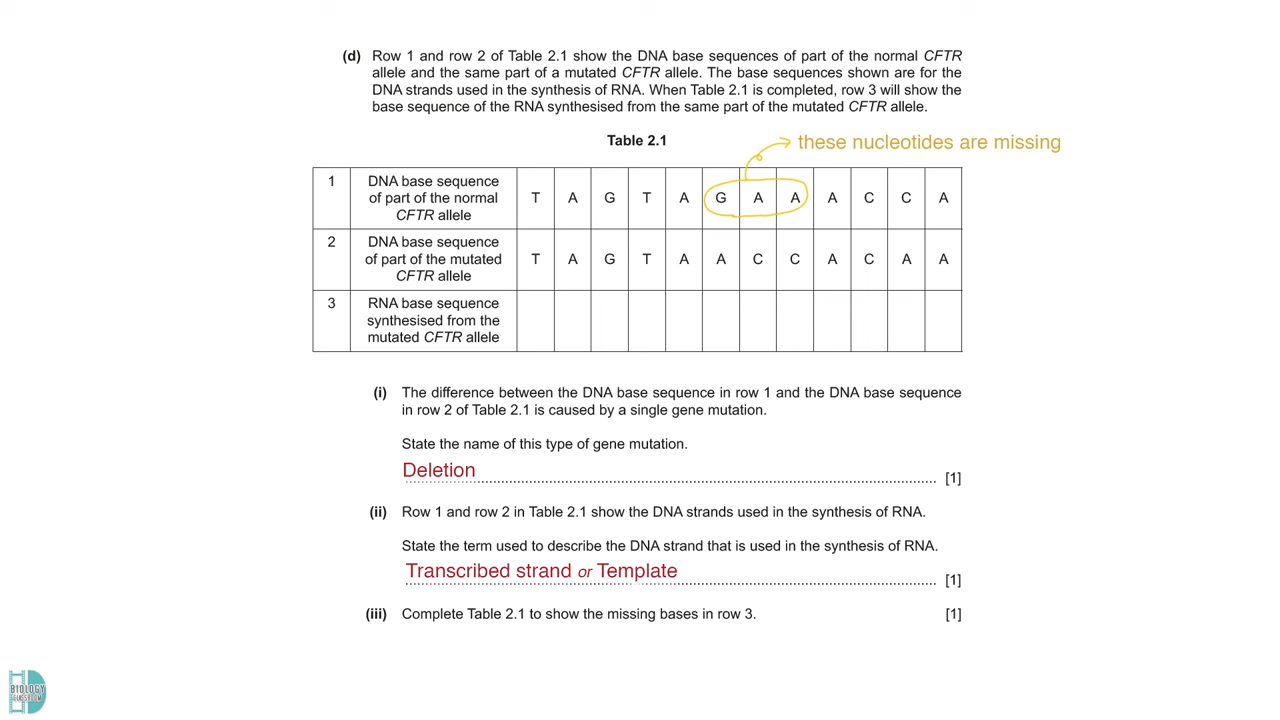 (d) Row 1 and row 2 of Table 2.1 show the DNA base sequences of part of the normal CFTR
allele and the same part of a mutated CFTR allele. The base sequences shown are for the
DNA strands used in the synthesis of RNA. When Table 2.1 is completed, row 3 will show the
base sequence of the RNA synthesised from the same part of the mutated CFTR allele.
Table 2.1
these nucleotides are missing
1 DNA base sequence
of part of the normal
CFTR allele
T A G T A G A A A C C A
2 DNA base sequence
of part of the mutated
CFTR allele
T A G T A A C C A C A A
3 RNA base sequence
synthesised from the
mutated CFTR allele
(i) The difference between the DNA base sequence in row 1 and the DNA base sequence
in row 2 of Table 2.1 is caused by a single gene mutation.
State the name of this type of gene mutation.
Deletion
[1]
(ii) Row 1 and row 2 in Table 2.1 show the DNA strands used in the synthesis of RNA.
State the term used to describe the DNA strand that is used in the synthesis of RNA.
Transcribed strand or Template
[1]
(iii) Complete Table 2.1 to show the missing bases in row 3. [1]
BIOLOGY
CLASSROOM